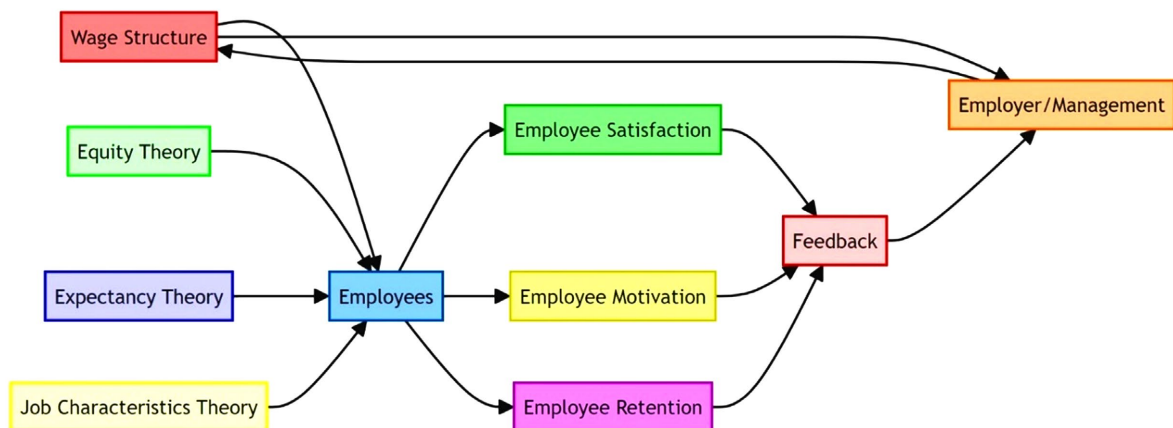 Wage Structure
Employer/Management
Employee Satisfaction
Equity Theory
Feedback
Expectancy Theory
Employees
Employee Motivation
Job Characteristics Theory
Employee Retention